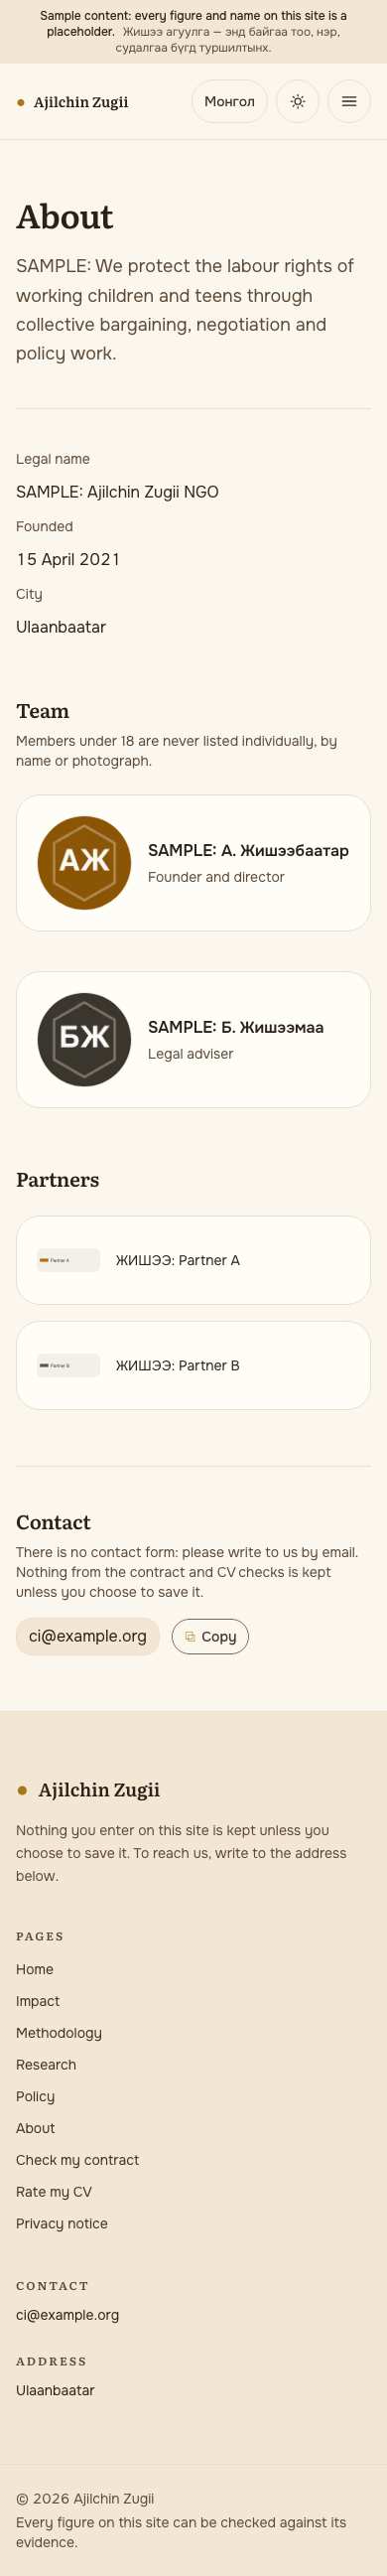 Sample content: every figure and name on this site is a
placeholder. Жишээ агуулга — энд байгаа тоо, нэр,
судалгаа бүгд туршилтынх.
Ajilchin Zugii
Монгол
About
SAMPLE: We protect the labour rights of
working children and teens through
collective bargaining, negotiation and
policy work.
Legal name
SAMPLE: Ajilchin Zugii NGO
Founded
15 April 2021
City
Ulaanbaatar
Team
Members under 18 are never listed individually, by
name or photograph.
АЖ
SAMPLE: А. Жишээбаатар
Founder and director
БЖ
SAMPLE: Б. Жишээмаа
Legal adviser
Partners
Partner A
ЖИШЭЭ: Partner A
Partner B
ЖИШЭЭ: Partner B
Contact
There is no contact form: please write to us by email.
Nothing from the contract and CV checks is kept
unless you choose to save it.
ci@example.org
Copy
Ajilchin Zugii
Nothing you enter on this site is kept unless you
choose to save it. To reach us, write to the address
below.
PAGES
Home
Impact
Methodology
Research
Policy
About
Check my contract
Rate my CV
Privacy notice
CONTACT
ci@example.org
ADDRESS
Ulaanbaatar
© 2026 Ajilchin Zugii
Every figure on this site can be checked against its
evidence.